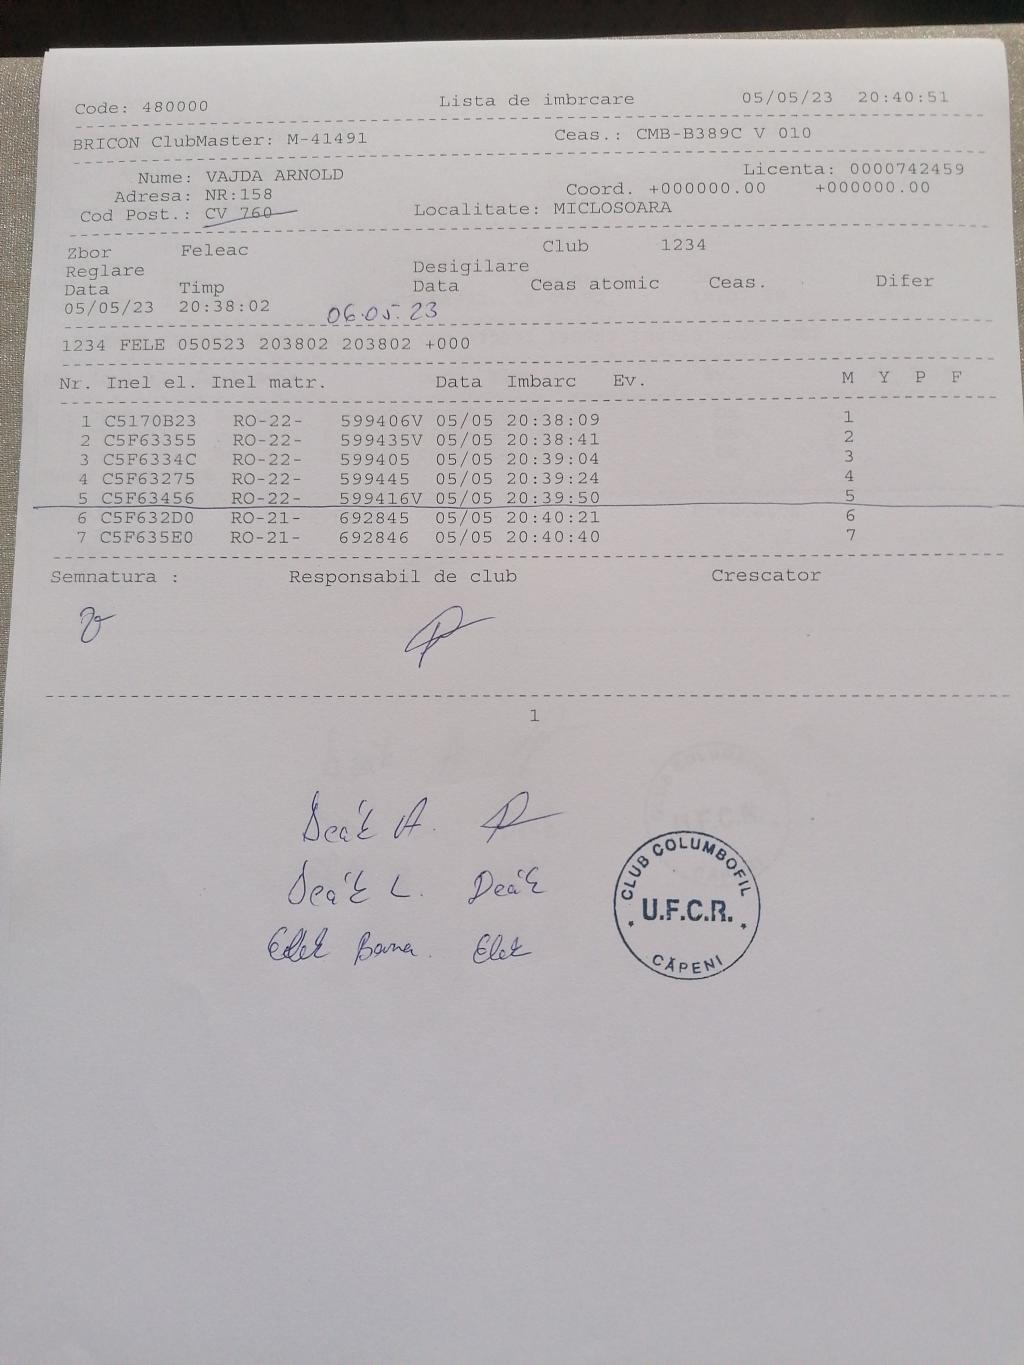 Code: 480000 Lista de imbrcare 05/05/23 20:40:51
BRICON ClubMaster: M-41491 Ceas.: CMB-B389C V 010
Nume: VAJDA ARNOLD Licenta: 0000742459
Adresa: NR:158 Coord. +000000.00 +000000.00
Cod Post.: CV 760 Localitate: MICLOSOARA
Zbor Feleac Club 1234
Reglare Desigilare
Data Timp Data Ceas atomic Ceas. Difer
05/05/23 20:38:02 06.05.23
1234 FELE 050523 203802 203802 +000
Nr. Inel el. Inel matr. Data Imbarc Ev. M Y P F
1 C5170B23 RO-22- 599406V 05/05 20:38:09 1
2 C5F63355 RO-22- 599435V 05/05 20:38:41 2
3 C5F6334C RO-22- 599405 05/05 20:39:04 3
4 C5F63275 RO-22- 599445 05/05 20:39:24 4
5 C5F63456 RO-22- 599416V 05/05 20:39:50 5
6 C5F632D0 RO-21- 692845 05/05 20:40:21 6
7 C5F635E0 RO-21- 692846 05/05 20:40:40 7
Semnatura : Responsabil de club Crescator
1
Deák A.
Deák L. Deák
Elek Barna. Elek
CLUB COLUMBOFIL
U.F.C.R.
CĂPENI